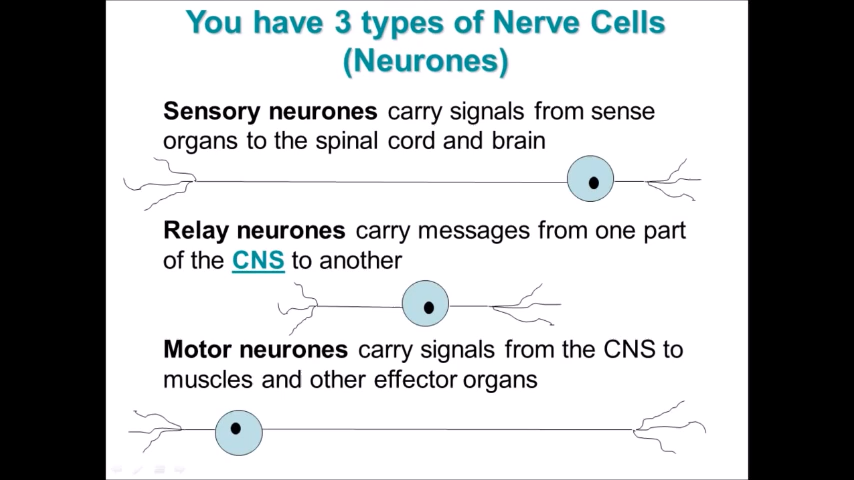 You have 3 types of Nerve Cells
(Neurones)
Sensory neurones carry signals from sense
organs to the spinal cord and brain
Relay neurones carry messages from one part
of the CNS to another
Motor neurones carry signals from the CNS to
muscles and other effector organs